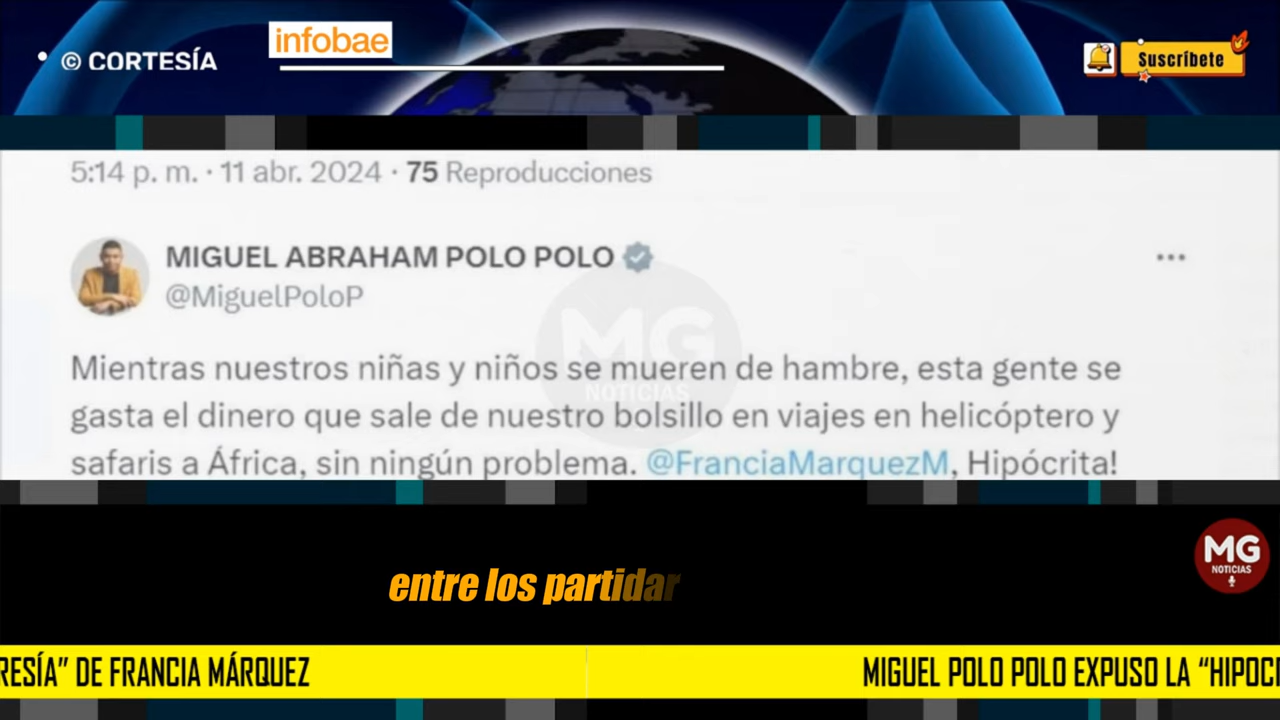 © CORTESÍA
infobae
Suscríbete
5:14 p. m. · 11 abr. 2024 · 75 Reproducciones
MIGUEL ABRAHAM POLO POLO
@MiguelPoloP
Mientras nuestros niñas y niños se mueren de hambre, esta gente se
gasta el dinero que sale de nuestro bolsillo en viajes en helicóptero y
safaris a África, sin ningún problema. @FranciaMarquezM, Hipócrita!
MG
NOTICIAS
MG
NOTICIAS
entre los partidar
RESÍA” DE FRANCIA MÁRQUEZ
MIGUEL POLO POLO EXPUSO LA “HIPOC